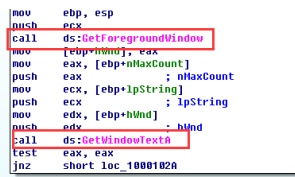 mov ebp, esp
push ecx
call ds:GetForegroundWindow
mov [ebp+hWnd], eax
mov eax, [ebp+nMaxCount]
push eax ; nMaxCount
mov ecx, [ebp+lpString]
push ecx ; lpString
mov edx, [ebp+hWnd]
push edx ; hWnd
call ds:GetWindowTextA
test eax, eax
jnz short loc_1000102A